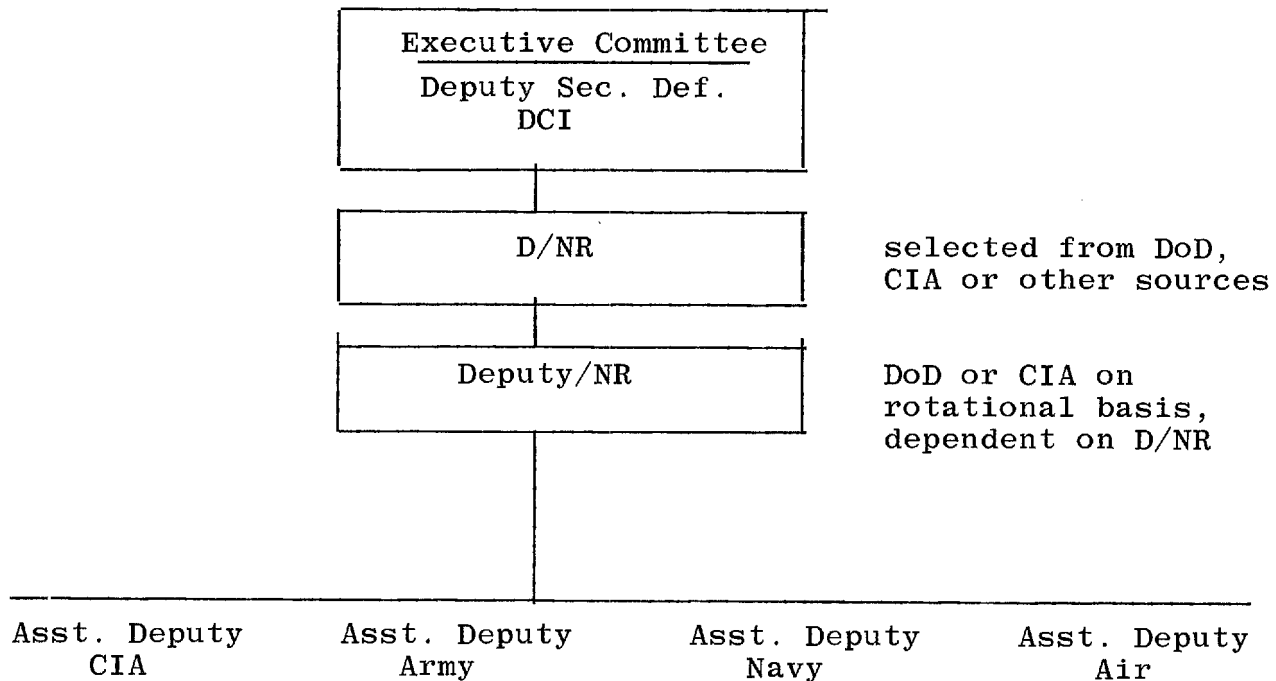 Executive Committee
Deputy Sec. Def.
DCI
D/NR
selected from DoD,
CIA or other sources
Deputy/NR
DoD or CIA on
rotational basis,
dependent on D/NR
Asst. Deputy Asst. Deputy Asst. Deputy Asst. Deputy
CIA Army Navy Air